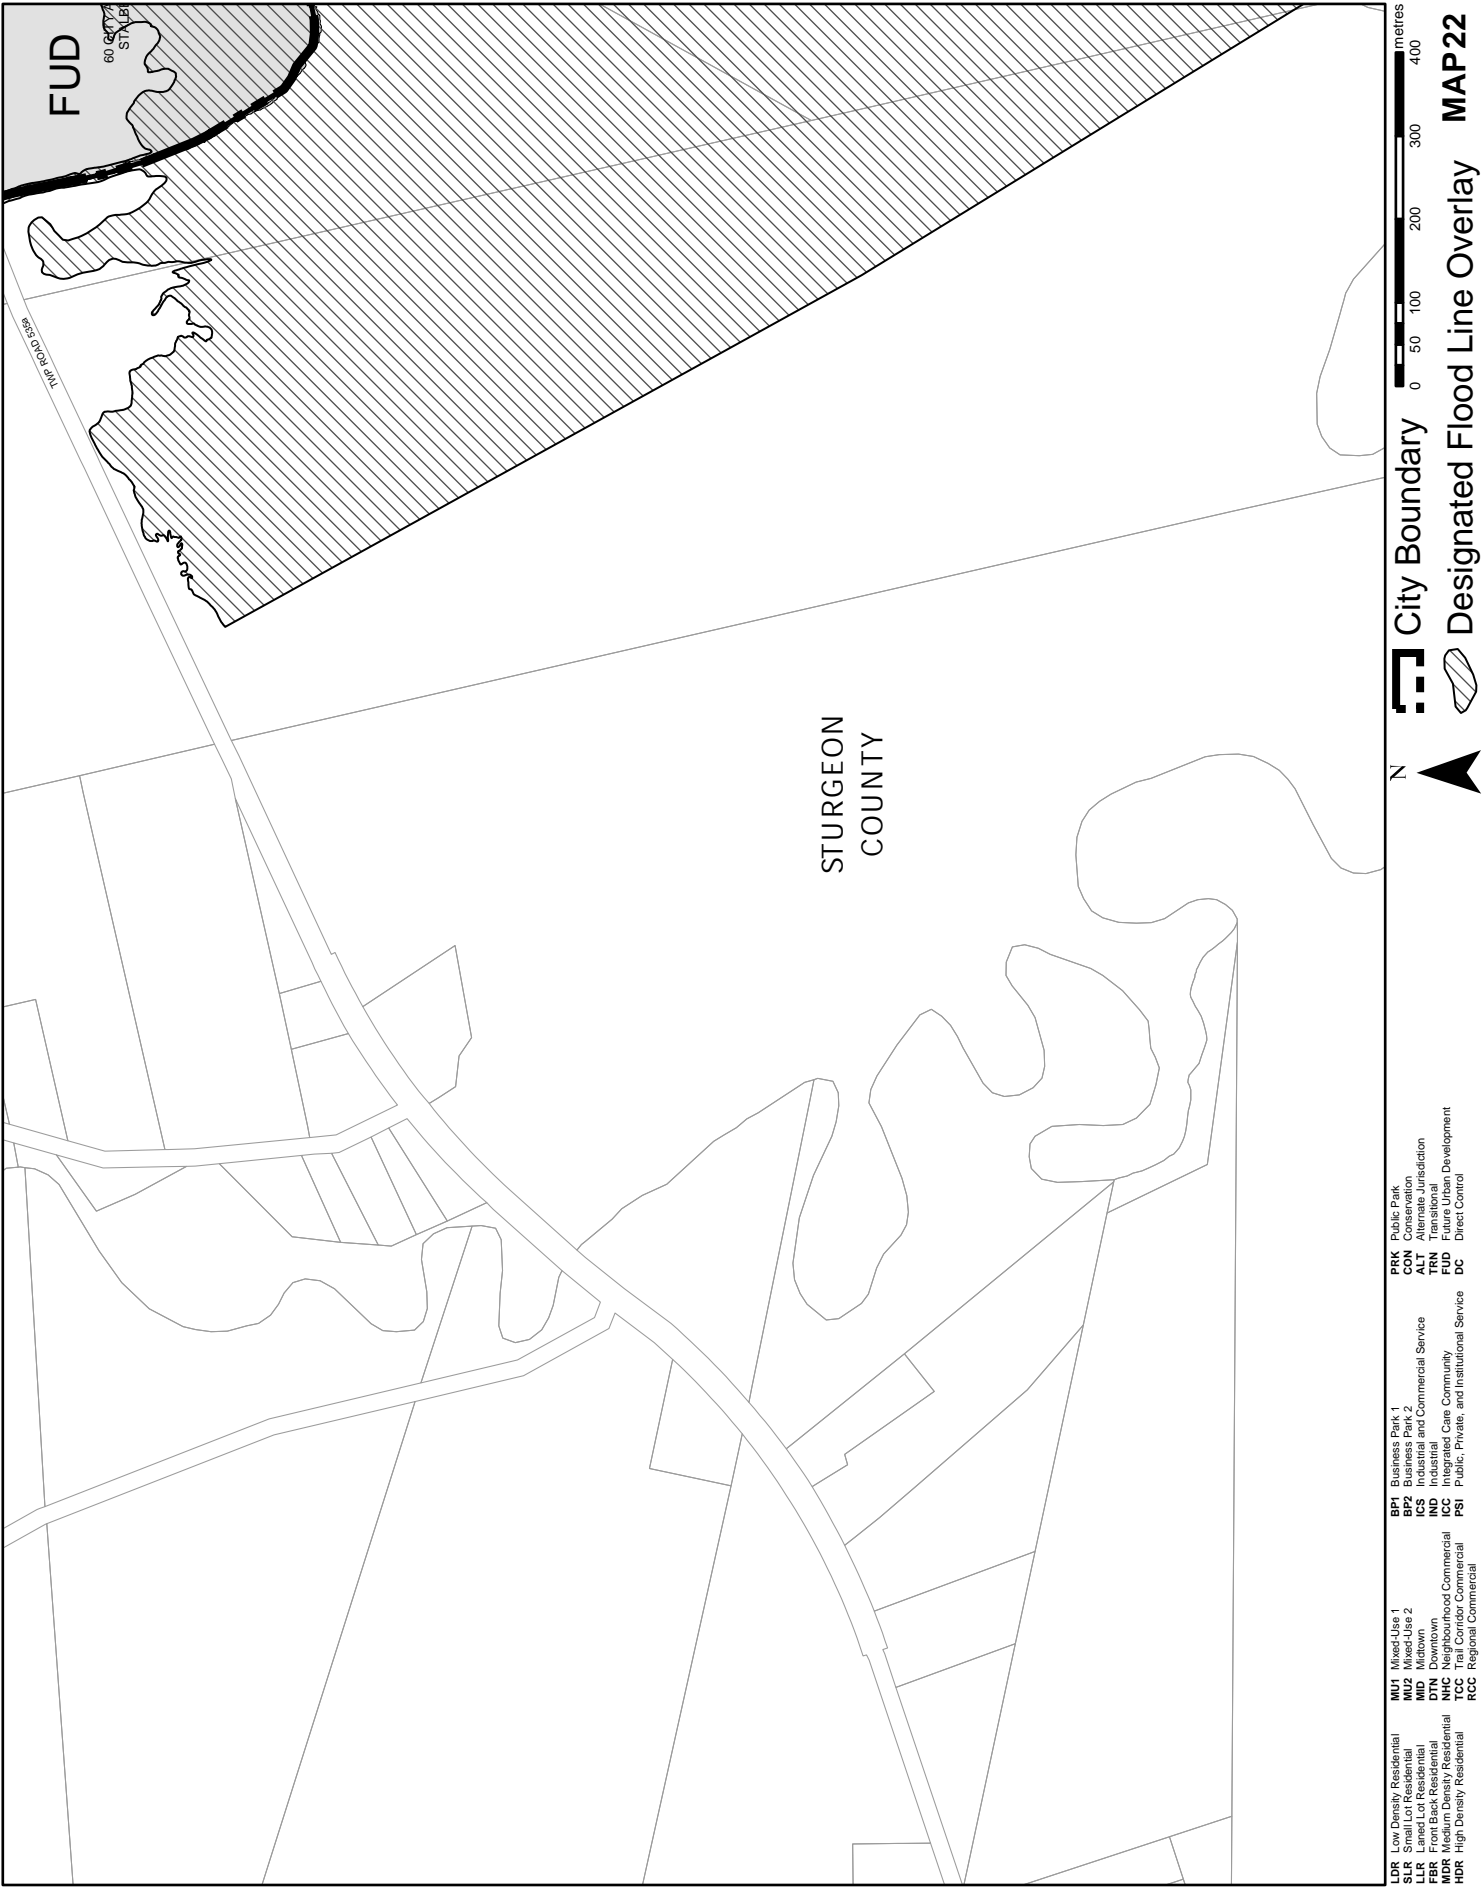 FUD
TWP ROAD 535a
STURGEON
COUNTY
LDR Low Density Residential
SLR Small Lot Residential
LLR Laned Lot Residential
FBR Front Back Residential
MDR Medium Density Residential
HDR High Density Residential
MU1 Mixed-Use 1
MU2 Mixed-Use 2
MID Midtown
DTN Downtown
NHC Neighbourhood Commercial
TCC Trail Corridor Commercial
RCC Regional Commercial
BP1 Business Park 1
BP2 Business Park 2
ICS Industrial and Commercial Service
IND Industrial
ICC Integrated Care Community
PSI Public, Private, and Institutional Service
PRK Public Park
CON Conservation
ALT Alternate Jurisdiction
TRN Transitional
FUD Future Urban Development
DC Direct Control
N
City Boundary
Designated Flood Line Overlay
0 50 100 200 300 400 metres
MAP22